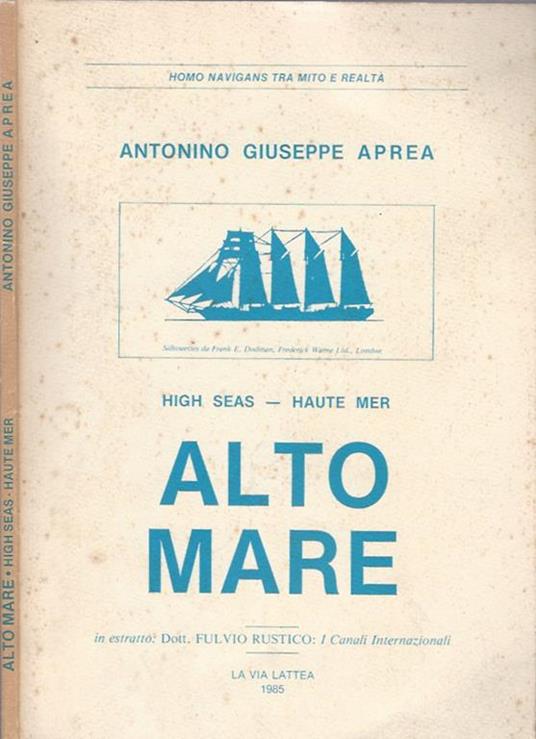 HOMO NAVIGANS TRA MITO E REALTÀ
ANTONINO GIUSEPPE APREA
Silhouettes da Frank E. Dodman, Frederick Warne Ltd., London
HIGH SEAS — HAUTE MER
ALTO
MARE
in estratto: Dott. FULVIO RUSTICO: I Canali Internazionali
LA VIA LATTEA
1985
ALTO MARE • HIGH SEAS - HAUTE MER ANTONINO GIUSEPPE APREA